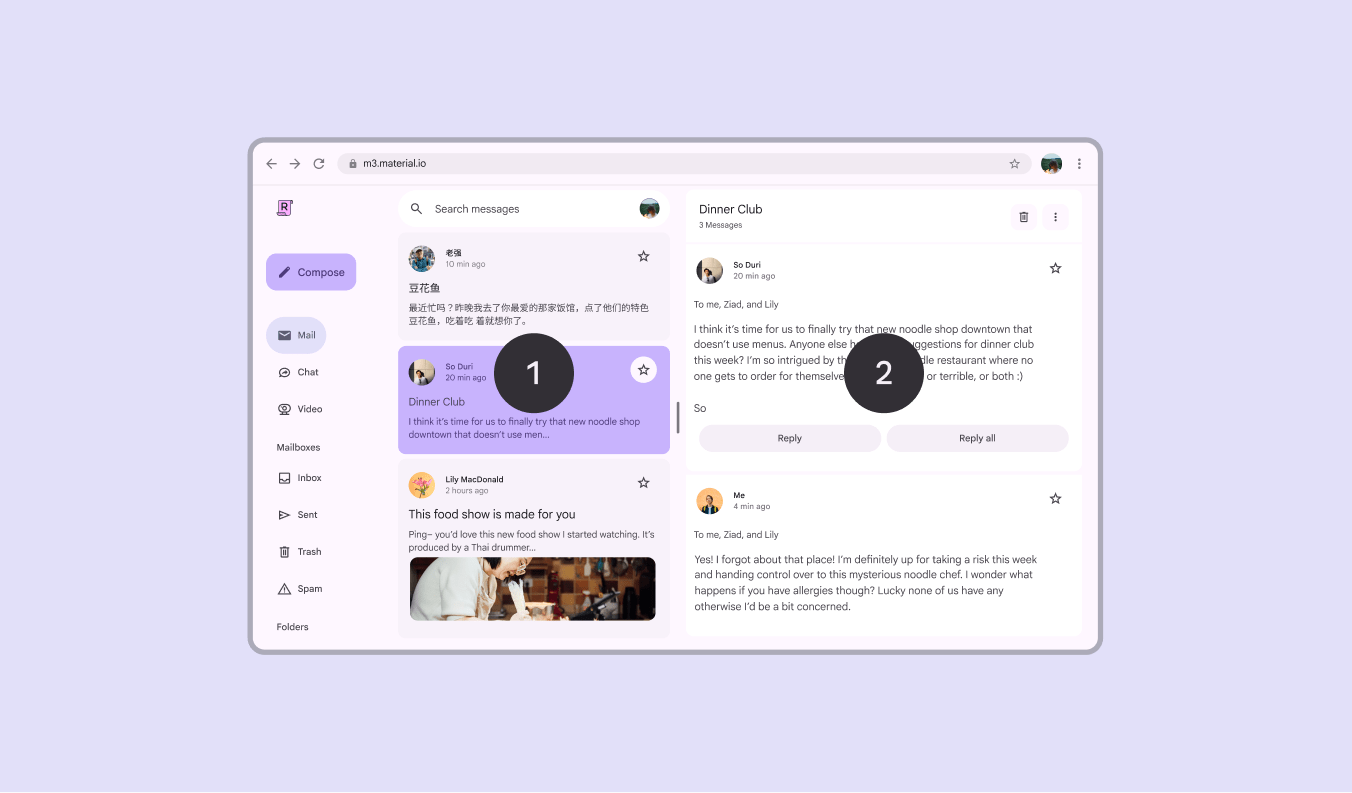 m3.material.io
R
Compose
Mail
Chat
Video
Mailboxes
Inbox
Sent
Trash
Spam
Folders
Search messages
老强
10 min ago
豆花鱼
最近忙吗？昨晚我去了你最爱的那家饭馆，点了他们的特色
豆花鱼，吃着吃 着就想你了。
So Duri
20 min ago
Dinner Club
I think it’s time for us to finally try that new noodle shop
downtown that doesn’t use men...
1
Lily MacDonald
2 hours ago
This food show is made for you
Ping– you’d love this new food show I started watching. It’s
produced by a Thai drummer...
Dinner Club
3 Messages
So Duri
20 min ago
To me, Ziad, and Lily
I think it’s time for us to finally try that new noodle shop downtown that
doesn’t use menus. Anyone else for dinner club
this week? I’m so intrigued by restaurant where no
one gets to order for or terrible, or both :)
2
So
Reply
Reply all
Me
4 min ago
To me, Ziad, and Lily
Yes! I forgot about that place! I’m definitely up for taking a risk this week
and handing control over to this mysterious noodle chef. I wonder what
happens if you have allergies though? Lucky none of us have any
otherwise I’d be a bit concerned.